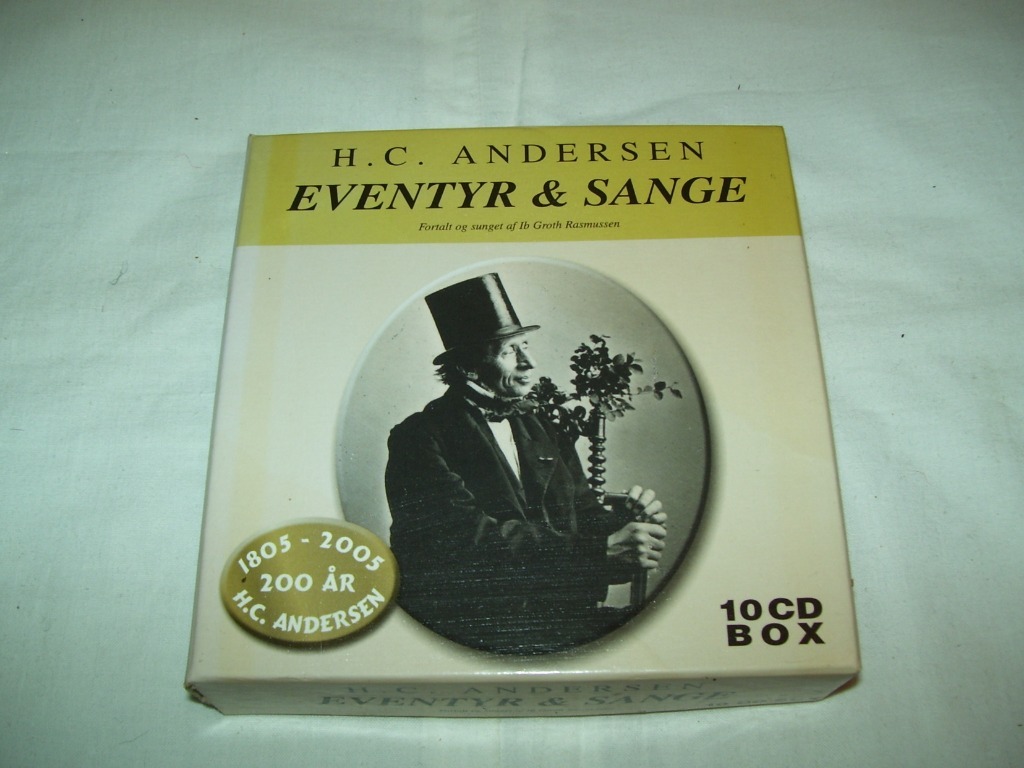 H.C. ANDERSEN
EVENTYR & SANGE
Fortalt og sunget af Ib Groth Rasmussen
1805 - 2005
200 ÅR
H.C. ANDERSEN
10 CD
BOX
H.C. ANDERSEN
EVENTYR & SANGE